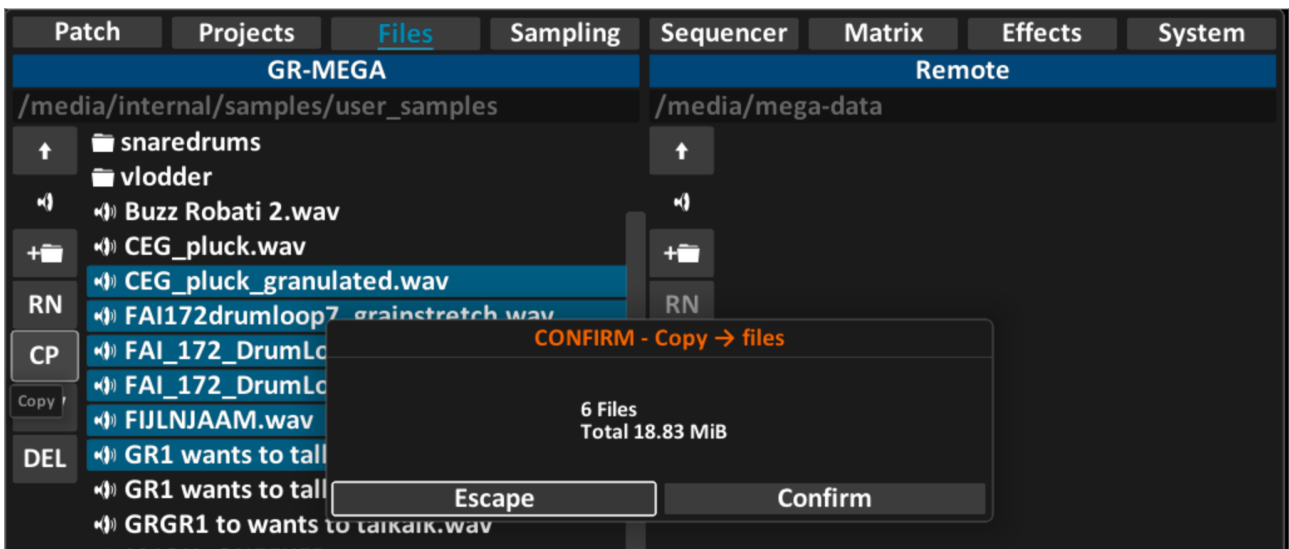 Patch Projects Files Sampling Sequencer Matrix Effects System
GR-MEGA Remote
/media/internal/samples/user_samples /media/mega-data
snaredrums
vlodder
Buzz Robati 2.wav
CEG_pluck.wav
CEG_pluck_granulated.wav
RN FAI172drumloop7_grainstretch.wav RN
CONFIRM - Copy → files
CP FAI_172_DrumLo
FAI_172_DrumLo
Copy
6 Files
FIJLNJAAM.wav
Total 18.83 MiB
DEL GR1 wants to tall
GR1 wants to tall
Escape Confirm
GRGR1 to wants to talkalk.wav